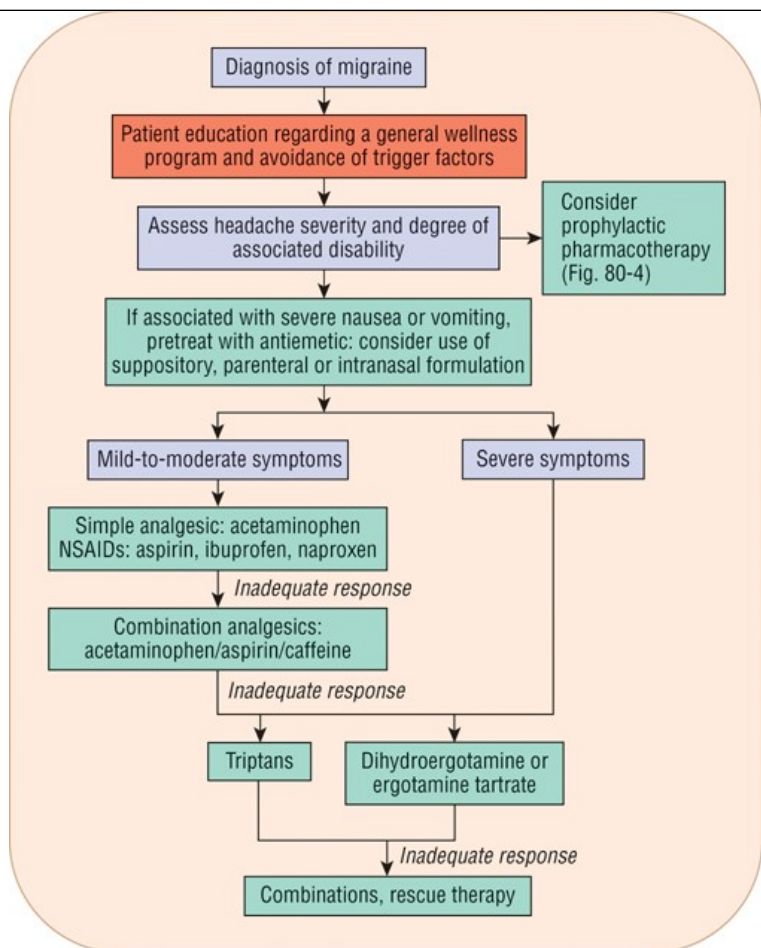 Diagnosis of migraine
Patient education regarding a general wellness
program and avoidance of trigger factors
Assess headache severity and degree of
associated disability
Consider
prophylactic
pharmacotherapy
(Fig. 80-4)
If associated with severe nausea or vomiting,
pretreat with antiemetic: consider use of
suppository, parenteral or intranasal formulation
Mild-to-moderate symptoms
Severe symptoms
Simple analgesic: acetaminophen
NSAIDs: aspirin, ibuprofen, naproxen
Inadequate response
Combination analgesics:
acetaminophen/aspirin/caffeine
Inadequate response
Triptans
Dihydroergotamine or
ergotamine tartrate
Inadequate response
Combinations, rescue therapy